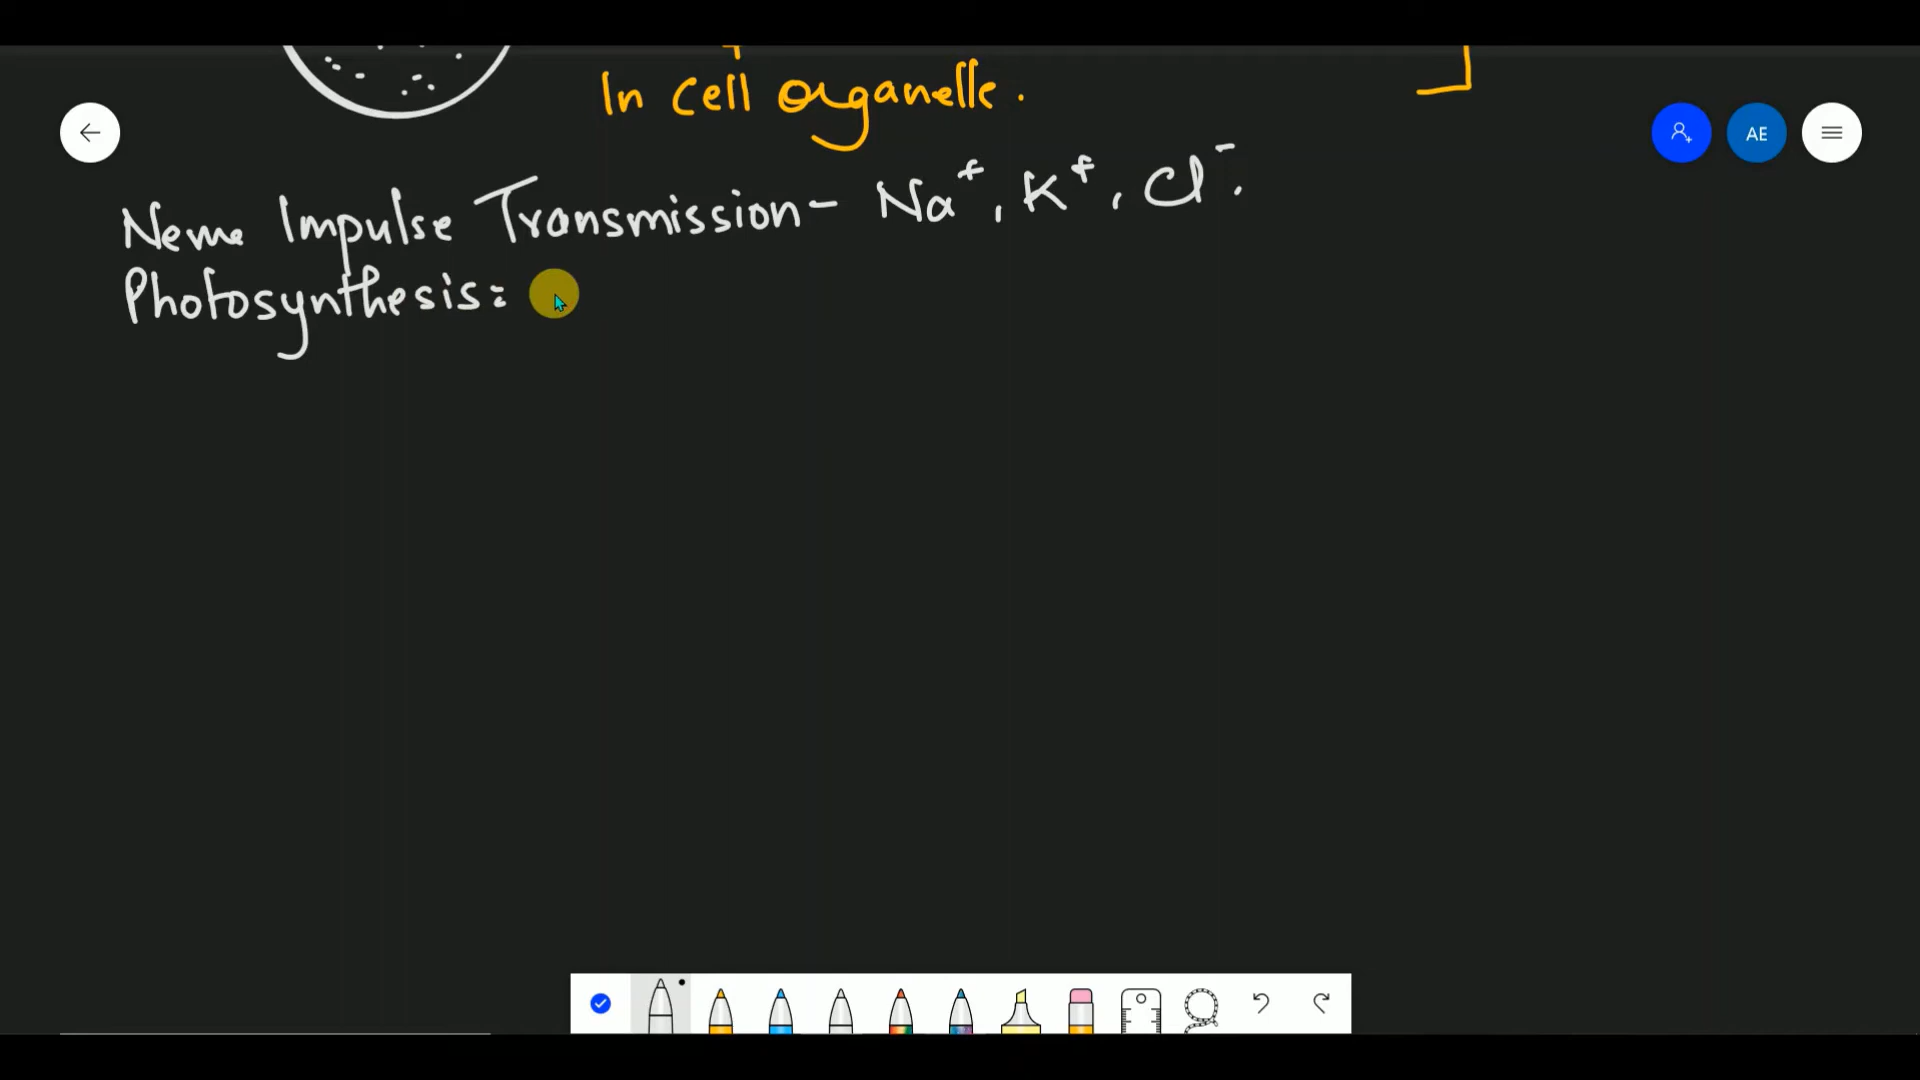 In cell organelle.
AE
Nerve Impulse Transmission- Na⁺, K⁺, Cl⁻.
Photosynthesis: